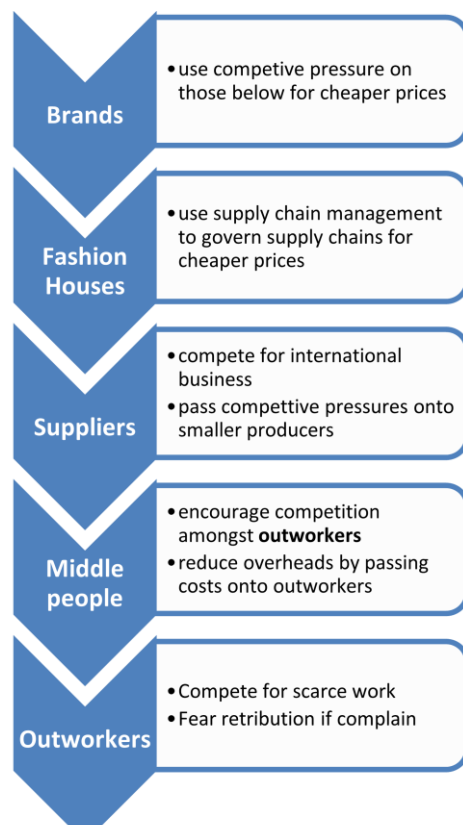 Brands
•use competive pressure on
those below for cheaper prices
Fashion
Houses
•use supply chain management
to govern supply chains for
cheaper prices
Suppliers
•compete for international
business
•pass compettive pressures onto
smaller producers
Middle
people
•encourage competition
amongst outworkers
•reduce overheads by passing
costs onto outworkers
Outworkers
•Compete for scarce work
•Fear retribution if complain